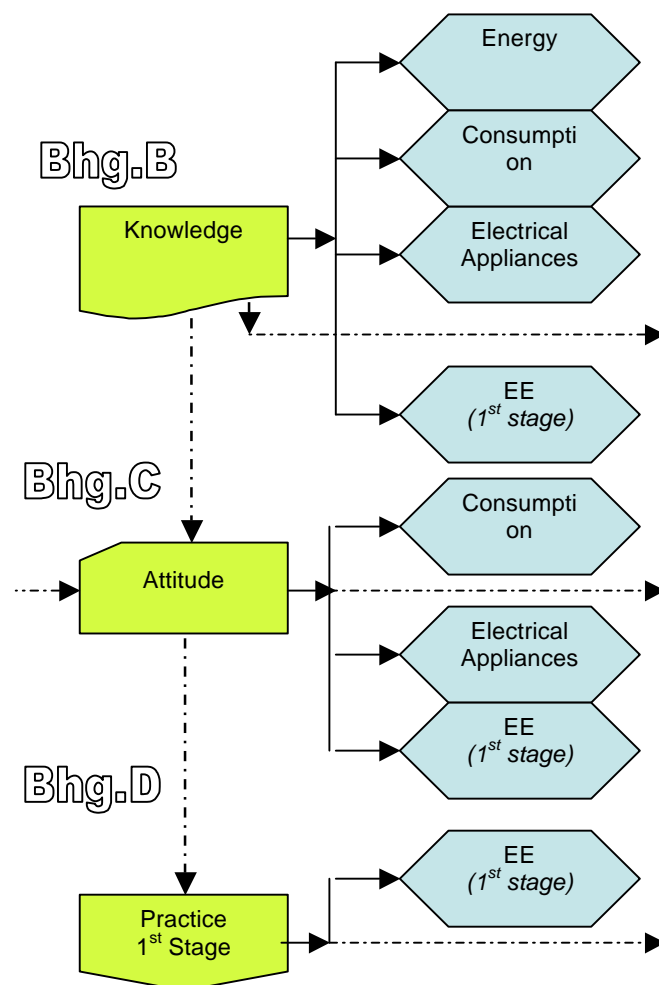 Energy
Bhg.B
Consumpti
on
Knowledge
Electrical
Appliances
EE
(1st stage)
Bhg.C
Consumpti
on
Attitude
Electrical
Appliances
EE
(1st stage)
Bhg.D
EE
(1st stage)
Practice
1st Stage